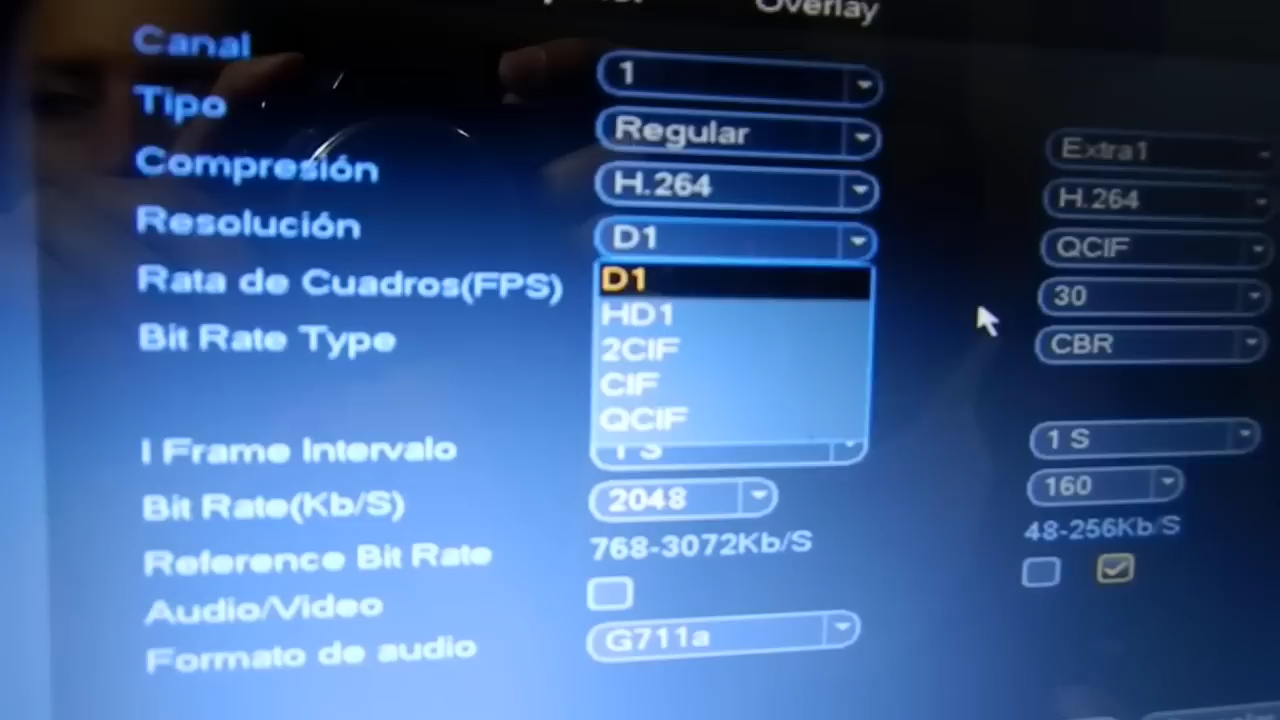 Overlay
Canal 1
Tipo Regular Extra1
Compresión H.264 H.264
Resolución D1 QCIF
Rata de Cuadros(FPS) D1 30
HD1
Bit Rate Type 2CIF CBR
CIF
QCIF
I Frame Intervalo 1 S 1 S
Bit Rate(Kb/S) 2048 160
Reference Bit Rate 768-3072Kb/S 48-256Kb/S
Audio/Video
Formato de audio G711a